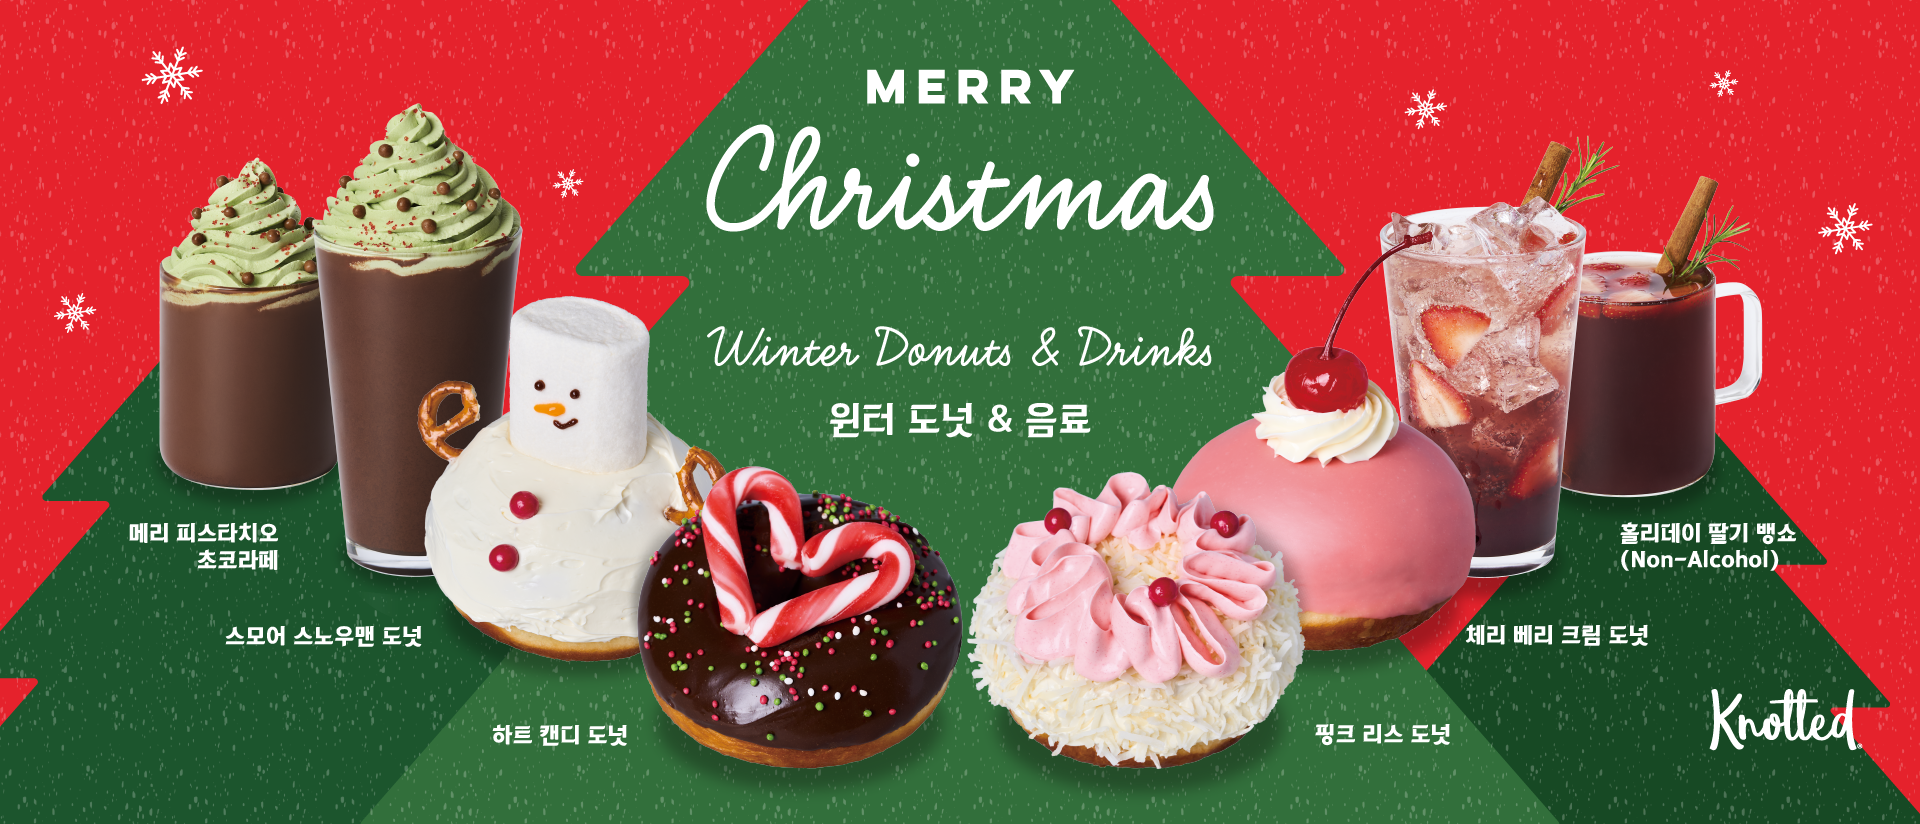 MERRY
Christmas
Winter Donuts & Drinks
윈터 도넛 & 음료
메리 피스타치오
초코라떼
스모어 스노우맨 도넛
하트 캔디 도넛
핑크 리스 도넛
체리 베리 크림 도넛
홀리데이 딸기 뱅쇼
(Non-Alcohol)
Knotted